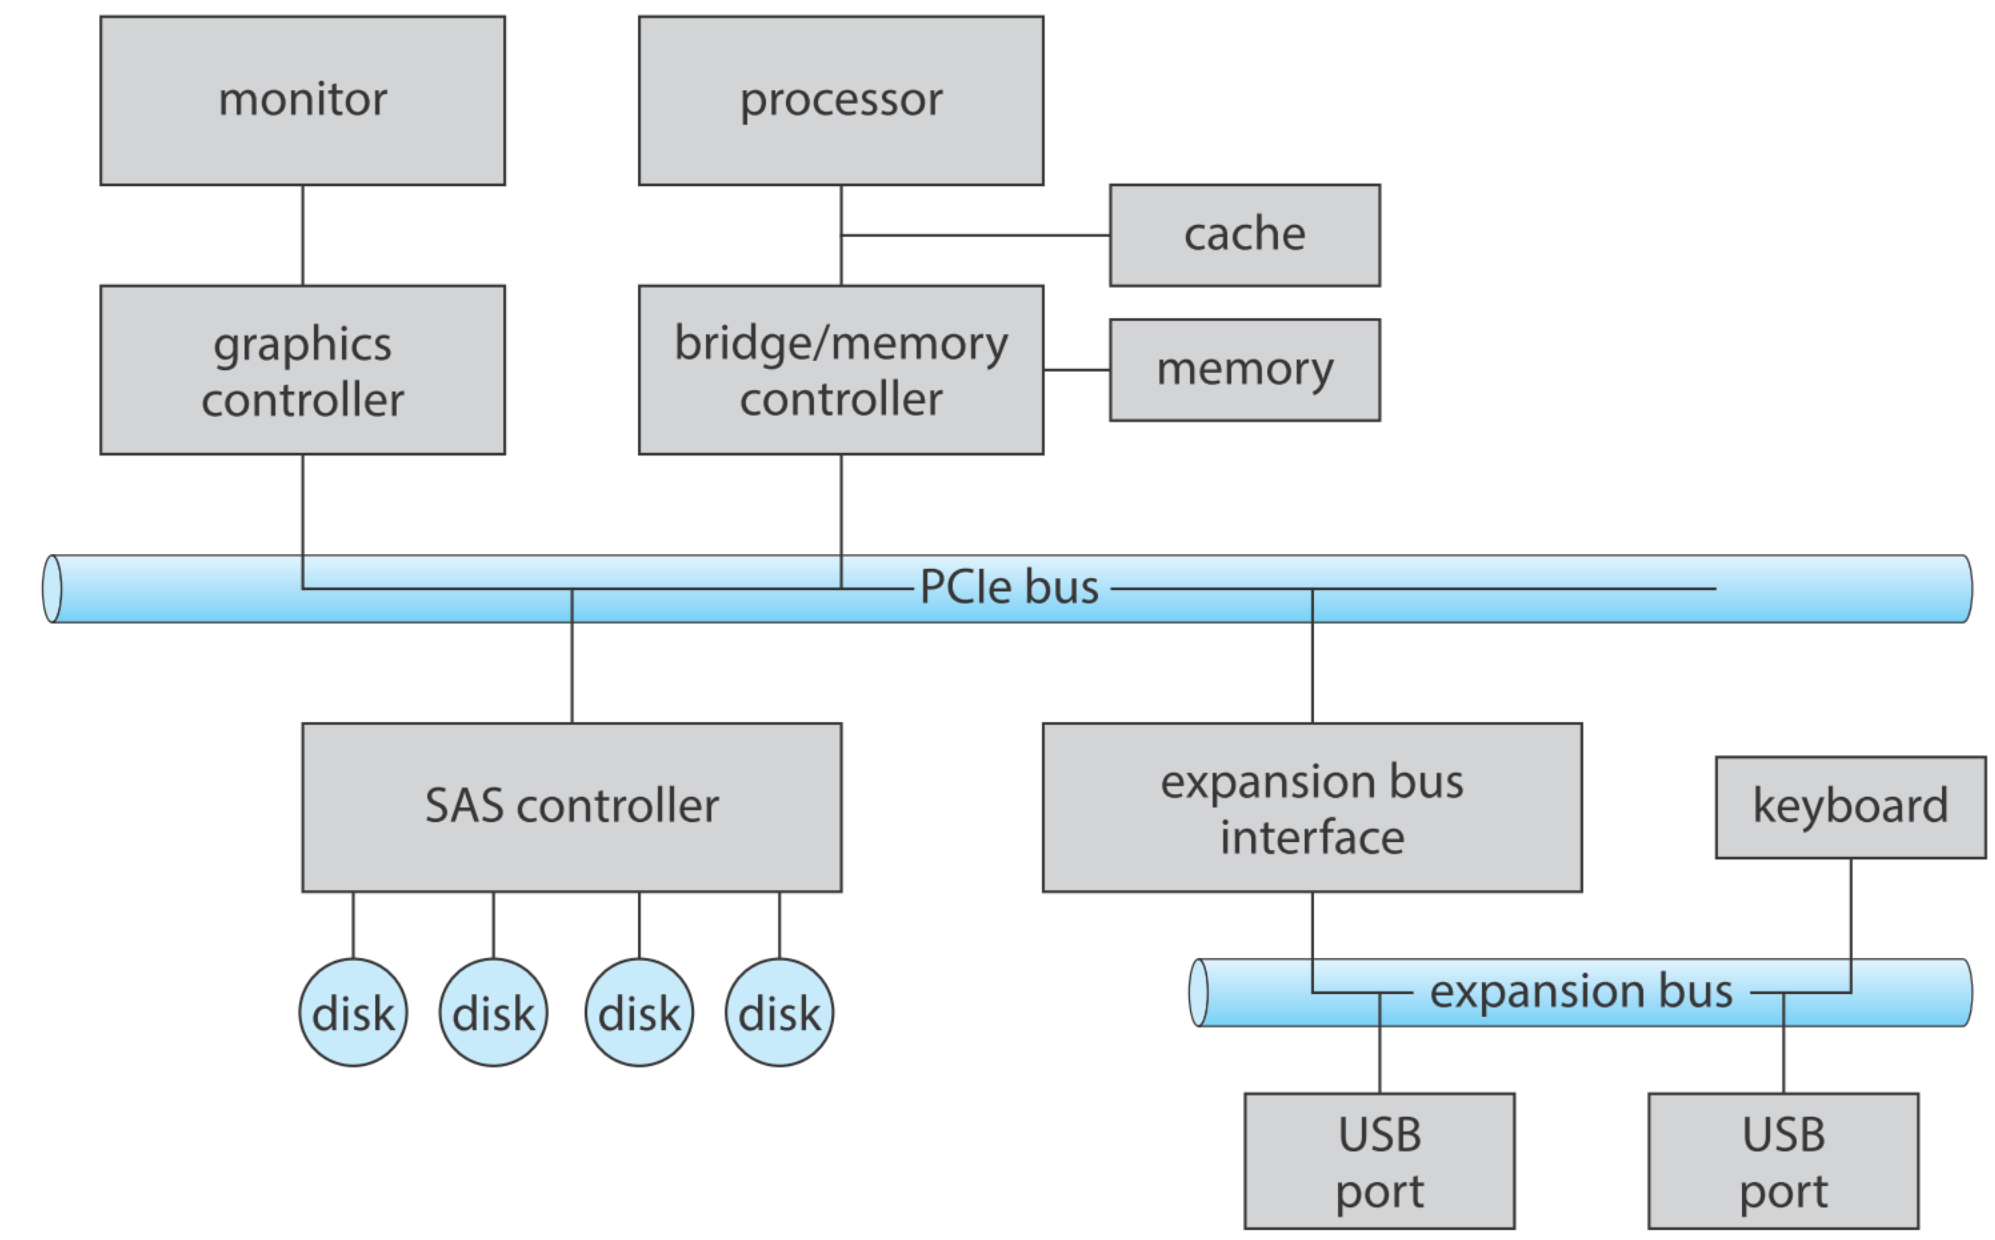 monitor
processor
cache
graphics
controller
bridge/memory
controller
memory
PCIe bus
SAS controller
expansion bus
interface
keyboard
disk
disk
disk
disk
expansion bus
USB
port
USB
port